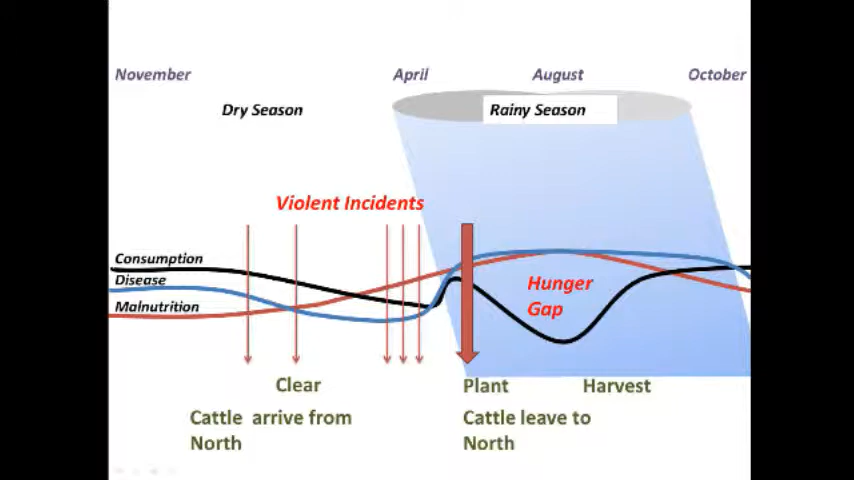 November April August October
Dry Season Rainy Season
Violent Incidents
Consumption
Disease
Malnutrition
Hunger
Gap
Clear Plant Harvest
Cattle arrive from
North
Cattle leave to
North